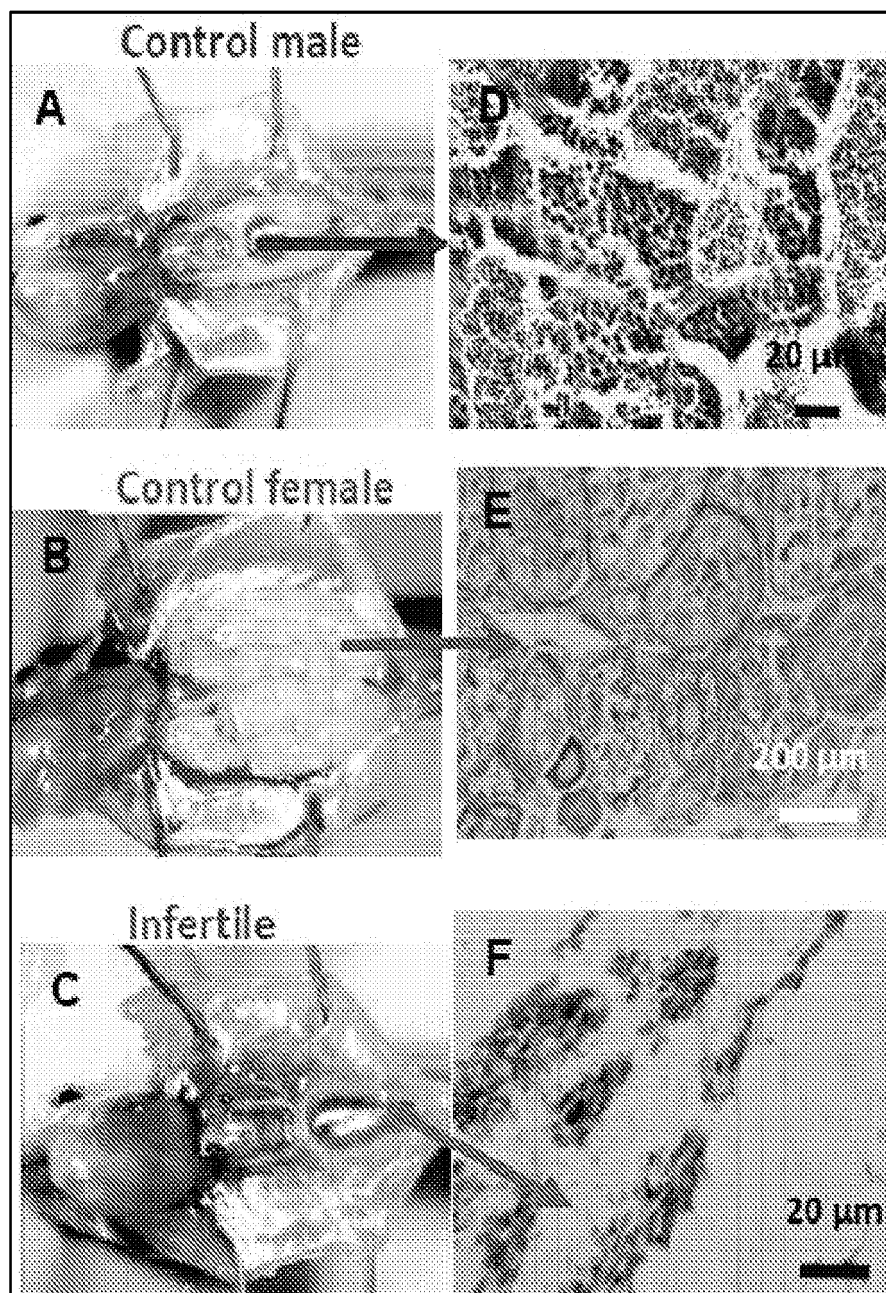 Control male
A
D
20 μm
Control female
B
E
200 μm
Infertile
C
F
20 μm